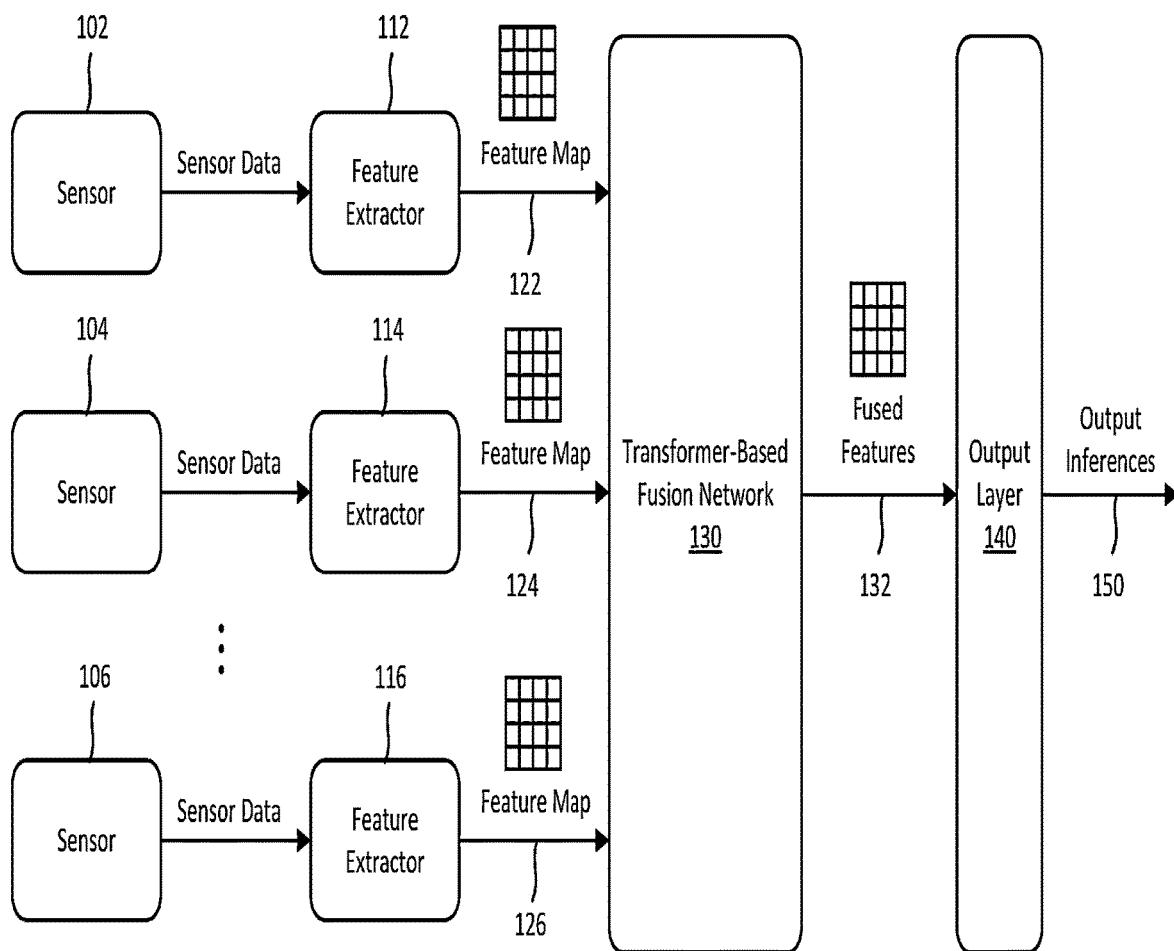 102
112
Sensor
Sensor Data
Feature
Extractor
Feature Map
122
104
114
Sensor
Sensor Data
Feature
Extractor
Feature Map
124
106
116
Sensor
Sensor Data
Feature
Extractor
Feature Map
126
Transformer-Based
Fusion Network
130
Fused
Features
132
Output
Layer
140
Output
Inferences
150